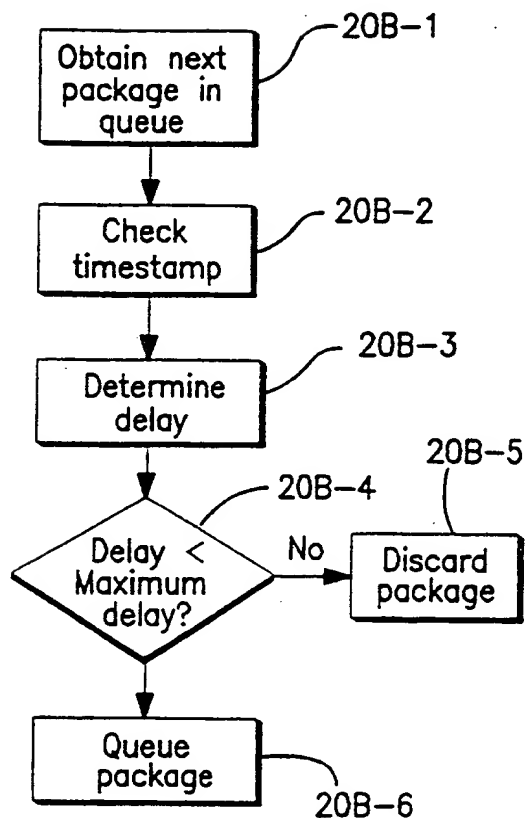 20B-1
Obtain next
package in
queue
20B-2
Check
timestamp
20B-3
Determine
delay
20B-4
20B-5
Delay <
Maximum
delay?
No
Discard
package
Queue
package
20B-6